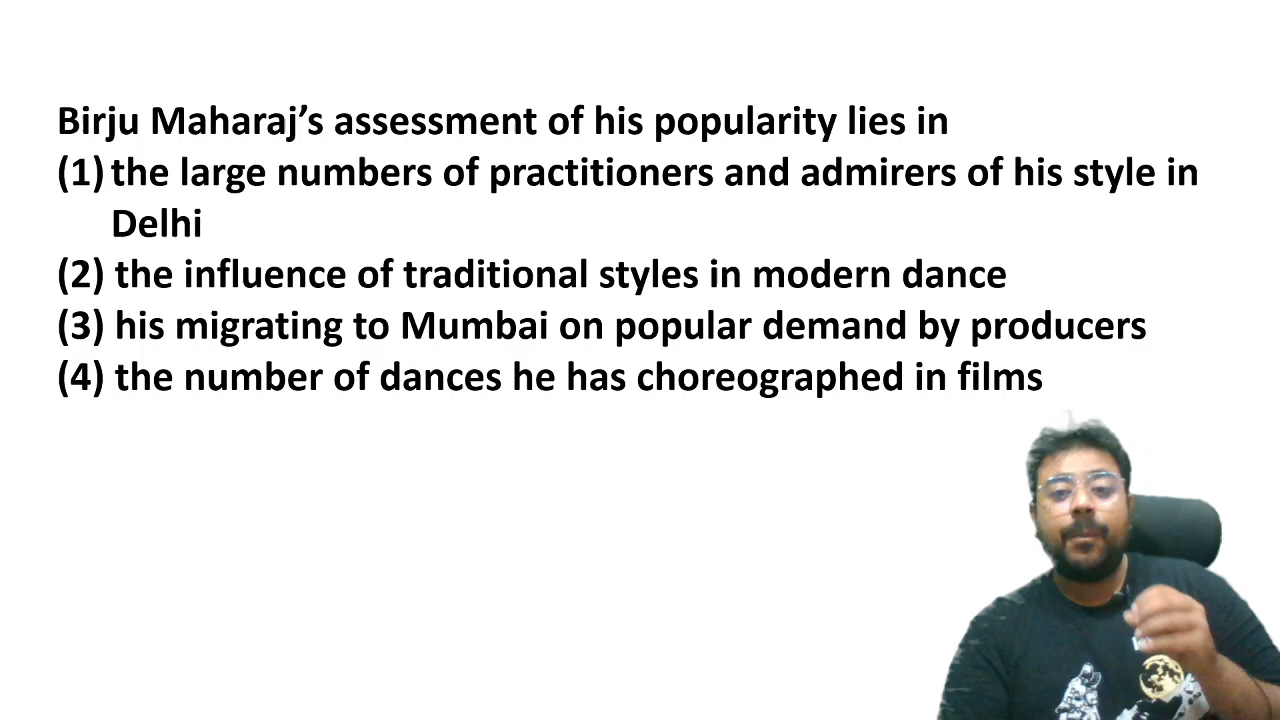 Birju Maharaj’s assessment of his popularity lies in
(1) the large numbers of practitioners and admirers of his style in
Delhi
(2) the influence of traditional styles in modern dance
(3) his migrating to Mumbai on popular demand by producers
(4) the number of dances he has choreographed in films